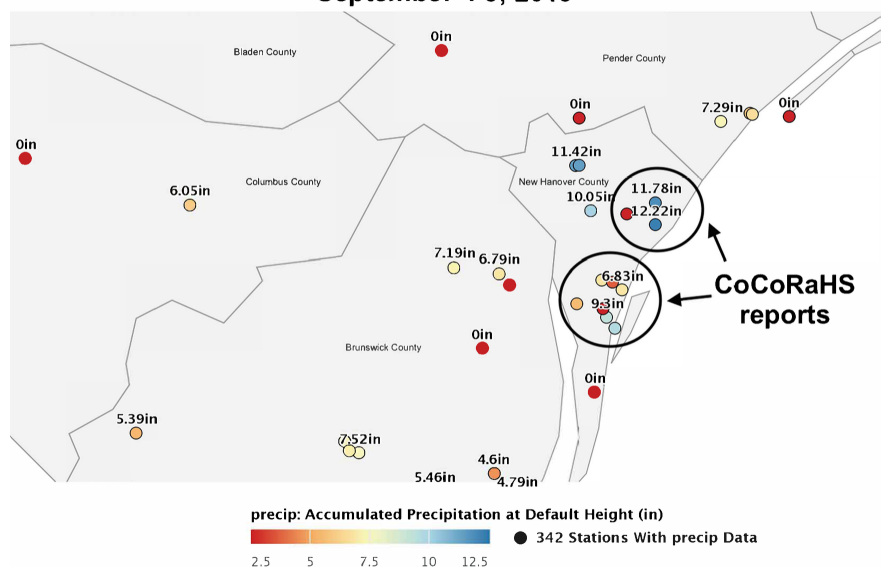 0in
Bladen County
Pender County
7.29in
0in
0in
0in
11.42in
Columbus County
New Hanover County
6.05in
11.78in
10.05in
12.22in
7.19in
6.79in
6.83in
CoCoRaHS
reports
9.3in
0in
Brunswick County
0in
5.39in
7.52in
4.6in
5.46in
4.79in
precip: Accumulated Precipitation at Default Height (in)
342 Stations With precip Data
2.5 5 7.5 10 12.5